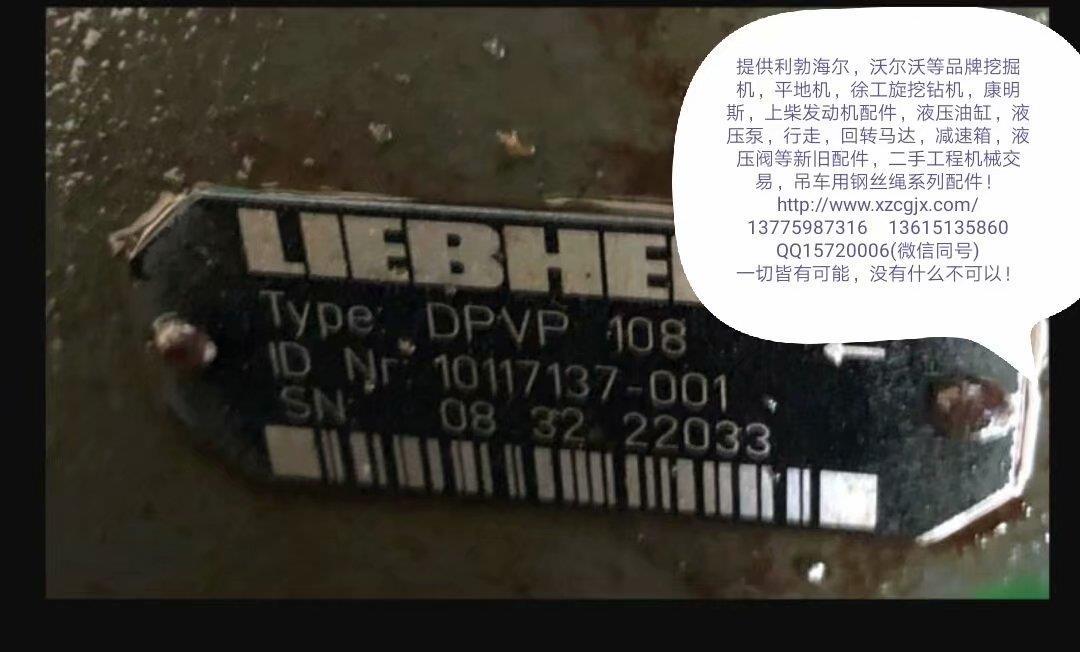 提供利勃海尔，沃尔沃等品牌挖掘
机，平地机，徐工旋挖钻机，康明
斯，上柴发动机配件，液压油缸，液
压泵，行走，回转马达，减速箱，液
压阀等新旧配件，二手工程机械交
易，吊车用钢丝绳系列配件！
http://www.xzcgjx.com/
13775987316 13615135860
QQ15720006(微信同号)
一切皆有可能，没有什么不可以！
LIEBHE
Type: DPVP 108
ID Nr: 10117137-001
SN: 08 32 22033